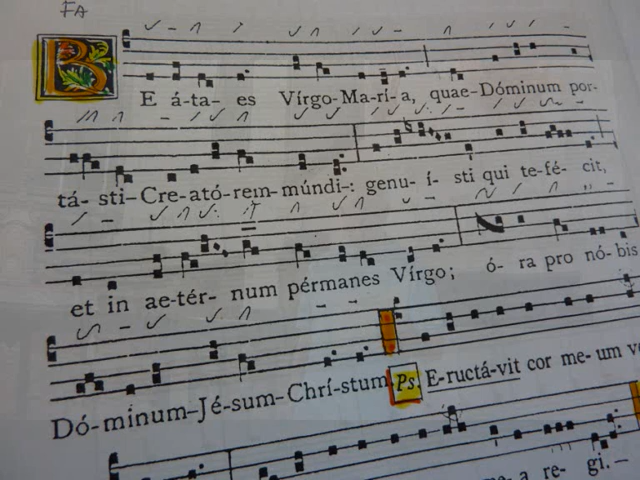 FA
BE á-ta- es Vírgo-Ma-rí-a, quae-Dóminum por-
tá- sti-Cre-ató-rem-múndi-: genu- í- sti qui te-fé- cit,
et in ae-tér- num pérmanes Vírgo; ó- ra pro nó-bis
Dó-minum-Jé-sum-Chrí-stum. Ps. E-ructá-vit cor me-um
a re- gi.-